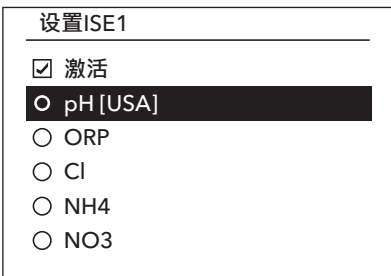 设置ISE1
激活
pH [USA]
ORP
Cl
NH4
NO3